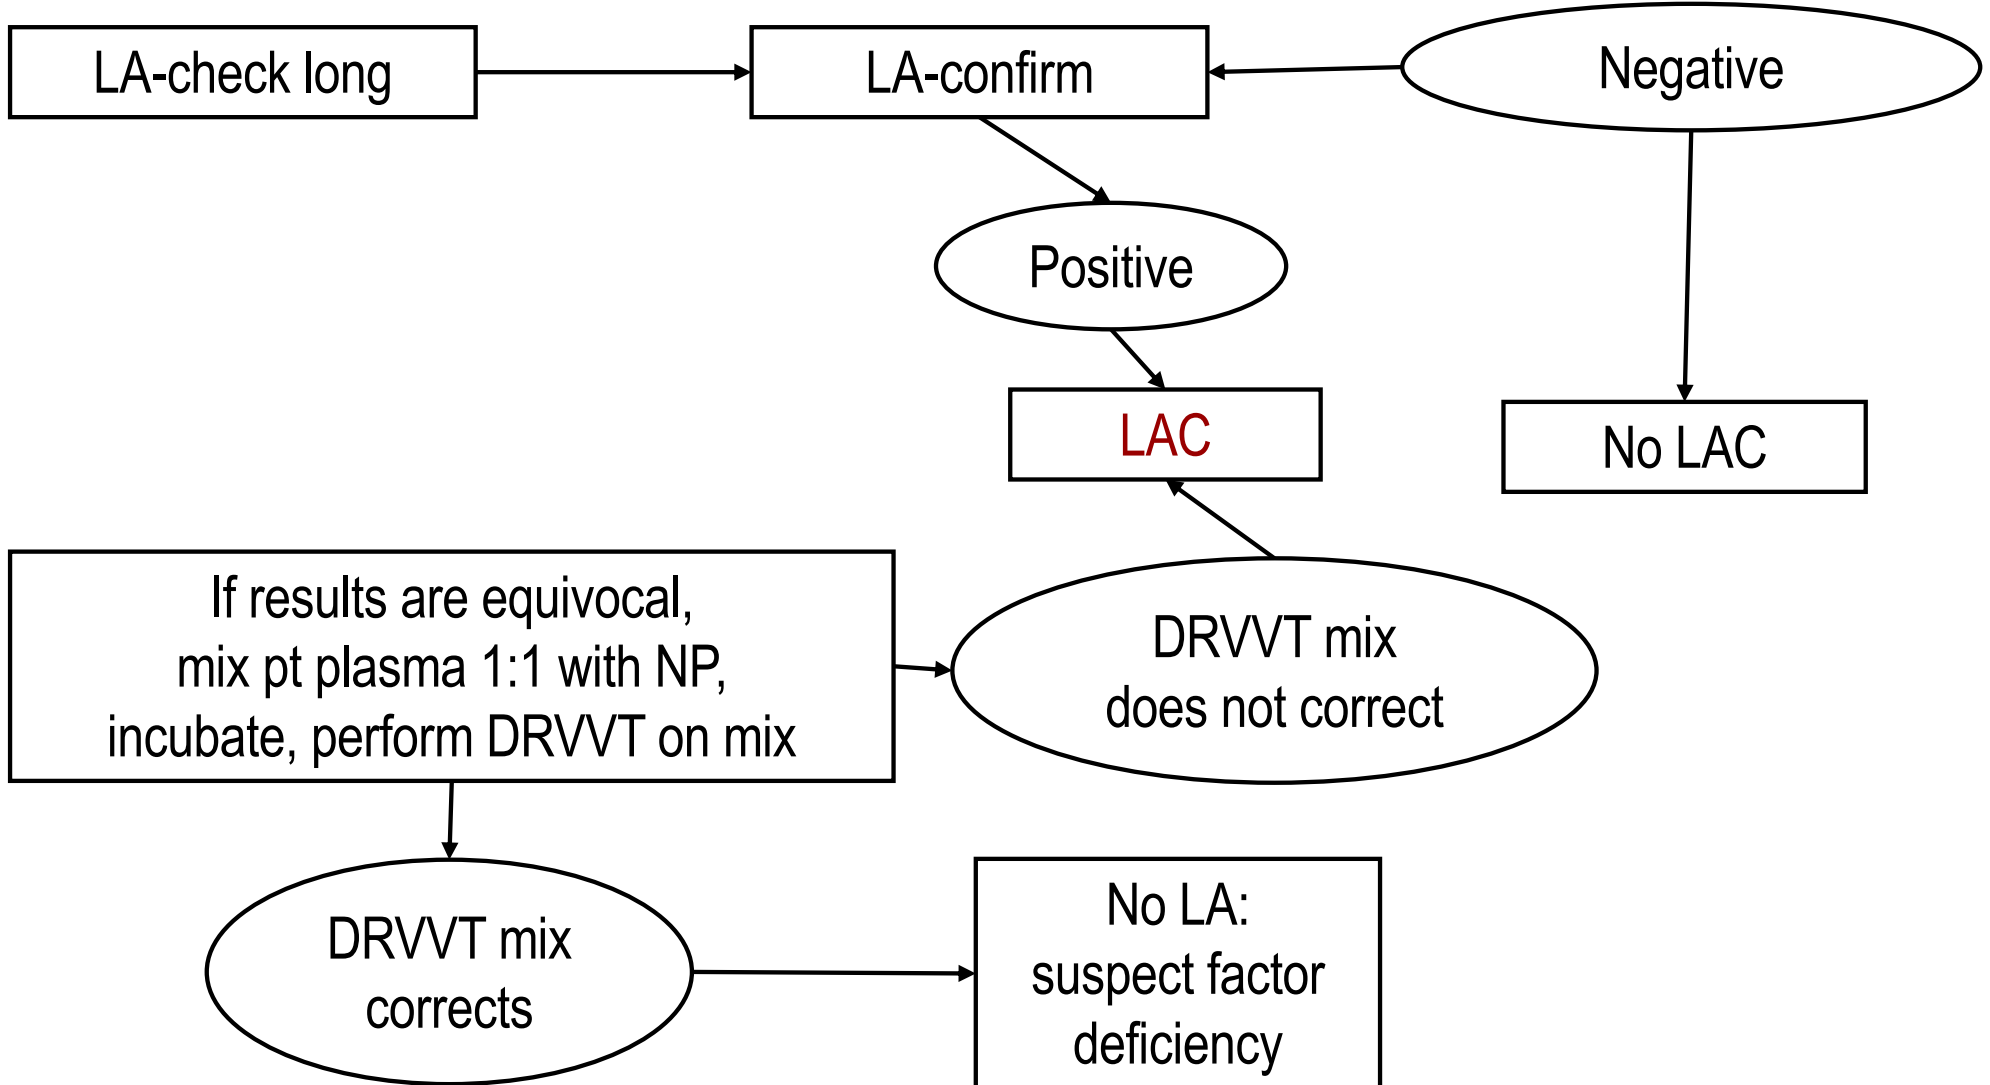 LA-check long
LA-confirm
Negative
Positive
LAC
No LAC
If results are equivocal,
mix pt plasma 1:1 with NP,
incubate, perform DRVVT on mix
DRVVT mix
does not correct
DRVVT mix
corrects
No LA:
suspect factor
deficiency